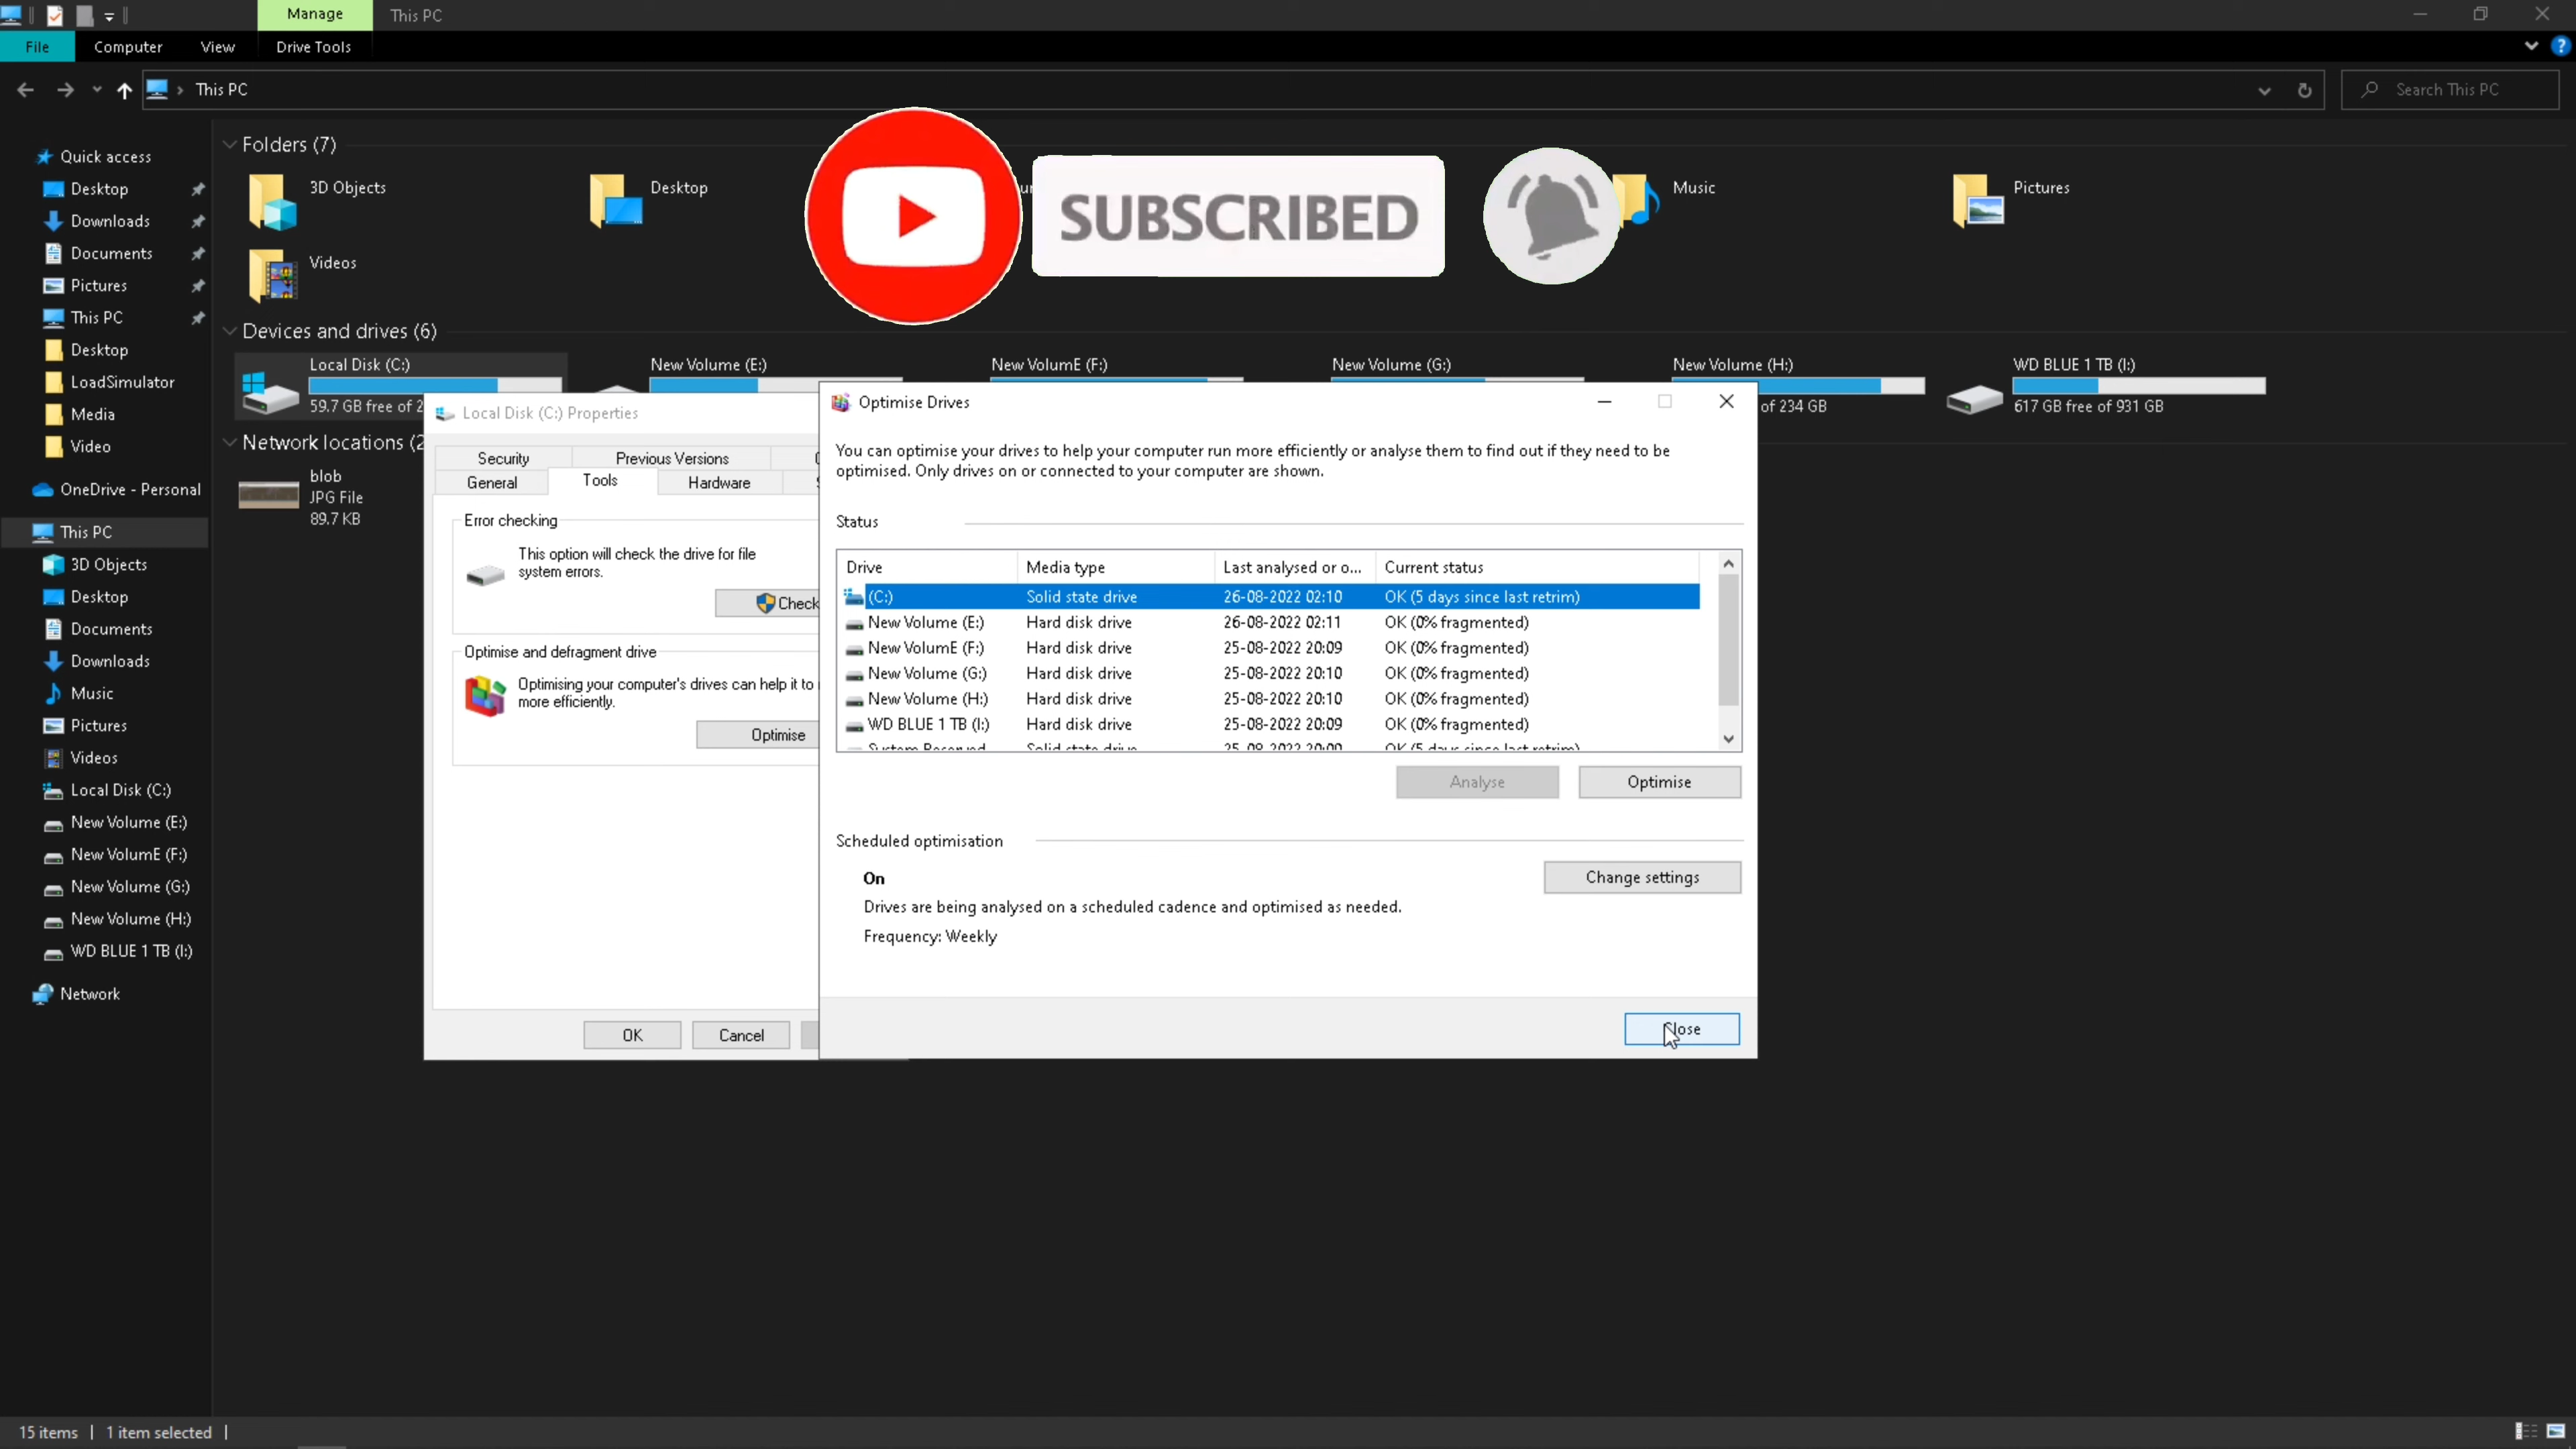 Manage
This PC
File
Computer
View
Drive Tools
This PC
Search This PC
Quick access
Desktop
Downloads
Documents
Pictures
This PC
Desktop
LoadSimulator
Media
Video
OneDrive - Personal
This PC
3D Objects
Desktop
Documents
Downloads
Music
Pictures
Videos
Local Disk (C:)
New Volume (E:)
New VolumE (F:)
New Volume (G:)
New Volume (H:)
WD BLUE 1 TB (I:)
Network
Folders (7)
3D Objects
Desktop
Music
Pictures
Videos
SUBSCRIBED
Devices and drives (6)
Local Disk (C:)
59.7 GB free of 2
New Volume (E:)
New VolumE (F:)
New Volume (G:)
New Volume (H:)
of 234 GB
WD BLUE 1 TB (I:)
617 GB free of 931 GB
Network locations (2
blob
JPG File
89.7 KB
Local Disk (C:) Properties
Security
Previous Versions
General
Tools
Hardware
Error checking
This option will check the drive for file
system errors.
Check
Optimise and defragment drive
Optimising your computer's drives can help it to
more efficiently.
Optimise
OK
Cancel
Optimise Drives
You can optimise your drives to help your computer run more efficiently or analyse them to find out if they need to be
optimised. Only drives on or connected to your computer are shown.
Status
Drive Media type Last analysed or o... Current status
(C:) Solid state drive 26-08-2022 02:10 OK (5 days since last retrim)
New Volume (E:) Hard disk drive 26-08-2022 02:11 OK (0% fragmented)
New VolumE (F:) Hard disk drive 25-08-2022 20:09 OK (0% fragmented)
New Volume (G:) Hard disk drive 25-08-2022 20:10 OK (0% fragmented)
New Volume (H:) Hard disk drive 25-08-2022 20:10 OK (0% fragmented)
WD BLUE 1 TB (I:) Hard disk drive 25-08-2022 20:09 OK (0% fragmented)
System Reserved Solid state drive 25-08-2022 20:09 OK (5 days since last retrim)
Analyse
Optimise
Scheduled optimisation
On
Change settings
Drives are being analysed on a scheduled cadence and optimised as needed.
Frequency: Weekly
Close
15 items
1 item selected